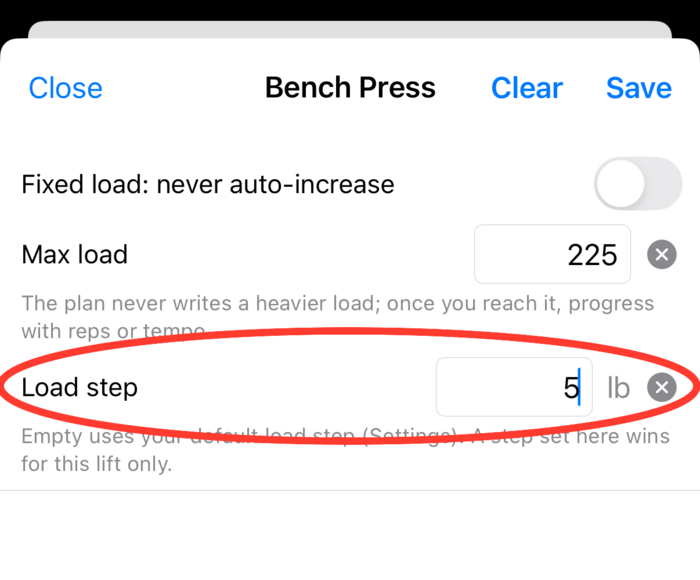 Close Bench Press Clear Save
Fixed load: never auto-increase
Max load 225
The plan never writes a heavier load; once you reach it, progress
with reps or tempo.
Load step 5 lb
Empty uses your default load step (Settings). A step set here wins
for this lift only.